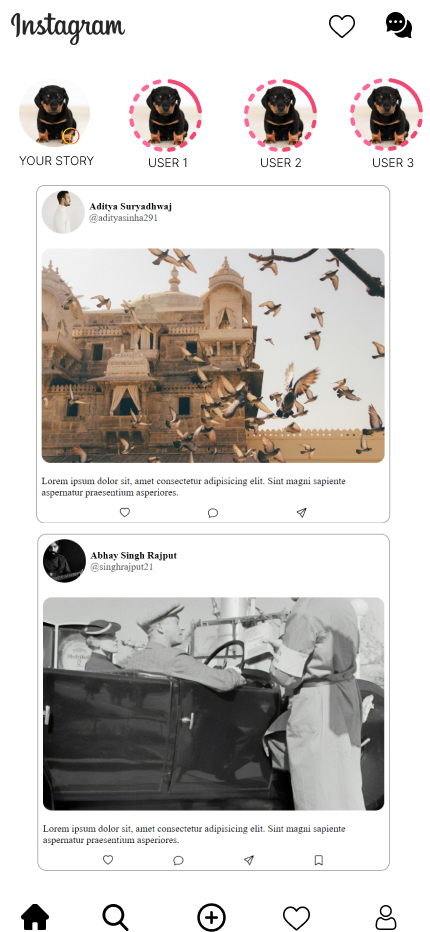 Instagram
YOUR STORY
USER 1
USER 2
USER 3
Aditya Suryadhwaj
@adityasinha291
Lorem ipsum dolor sit, amet consectetur adipisicing elit. Sint magni sapiente
aspernatur praesentium asperiores.
Abhay Singh Rajput
@singhrajput21
Lorem ipsum dolor sit, amet consectetur adipisicing elit. Sint magni sapiente
aspernatur praesentium asperiores.